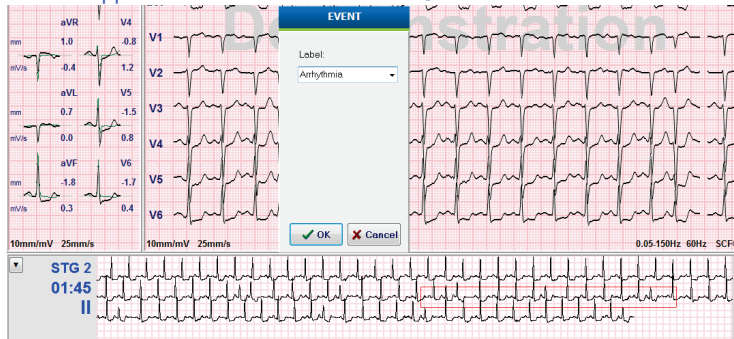 EVENT
Label:
Arrhythmia
OK
Cancel
aVR V4
mm 1.0 -0.8
mV/s -0.4 1.2
aVL V5
mm 0.7 -1.5
mV/s 0.0 0.8
aVF V6
mm -1.8 -1.7
mV/s 0.3 0.4
10mm/mV 25mm/s
V1
V2
V3
V4
V5
V6
10mm/mV 25mm/s
0.05-150Hz 60Hz
STG 2
01:45
II